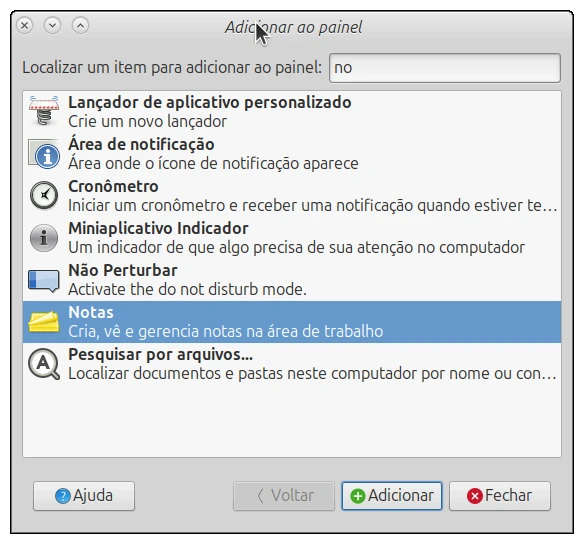 Adicionar ao painel
Localizar um item para adicionar ao painel: no
Lançador de aplicativo personalizado
Crie um novo lançador
Área de notificação
Área onde o ícone de notificação aparece
Cronômetro
Iniciar um cronômetro e receber uma notificação quando estiver te...
Miniaplicativo Indicador
Um indicador de que algo precisa de sua atenção no computador
Não Perturbar
Activate the do not disturb mode.
Notas
Cria, vê e gerencia notas na área de trabalho
Pesquisar por arquivos...
Localizar documentos e pastas neste computador por nome ou con...
Ajuda Voltar Adicionar Fechar